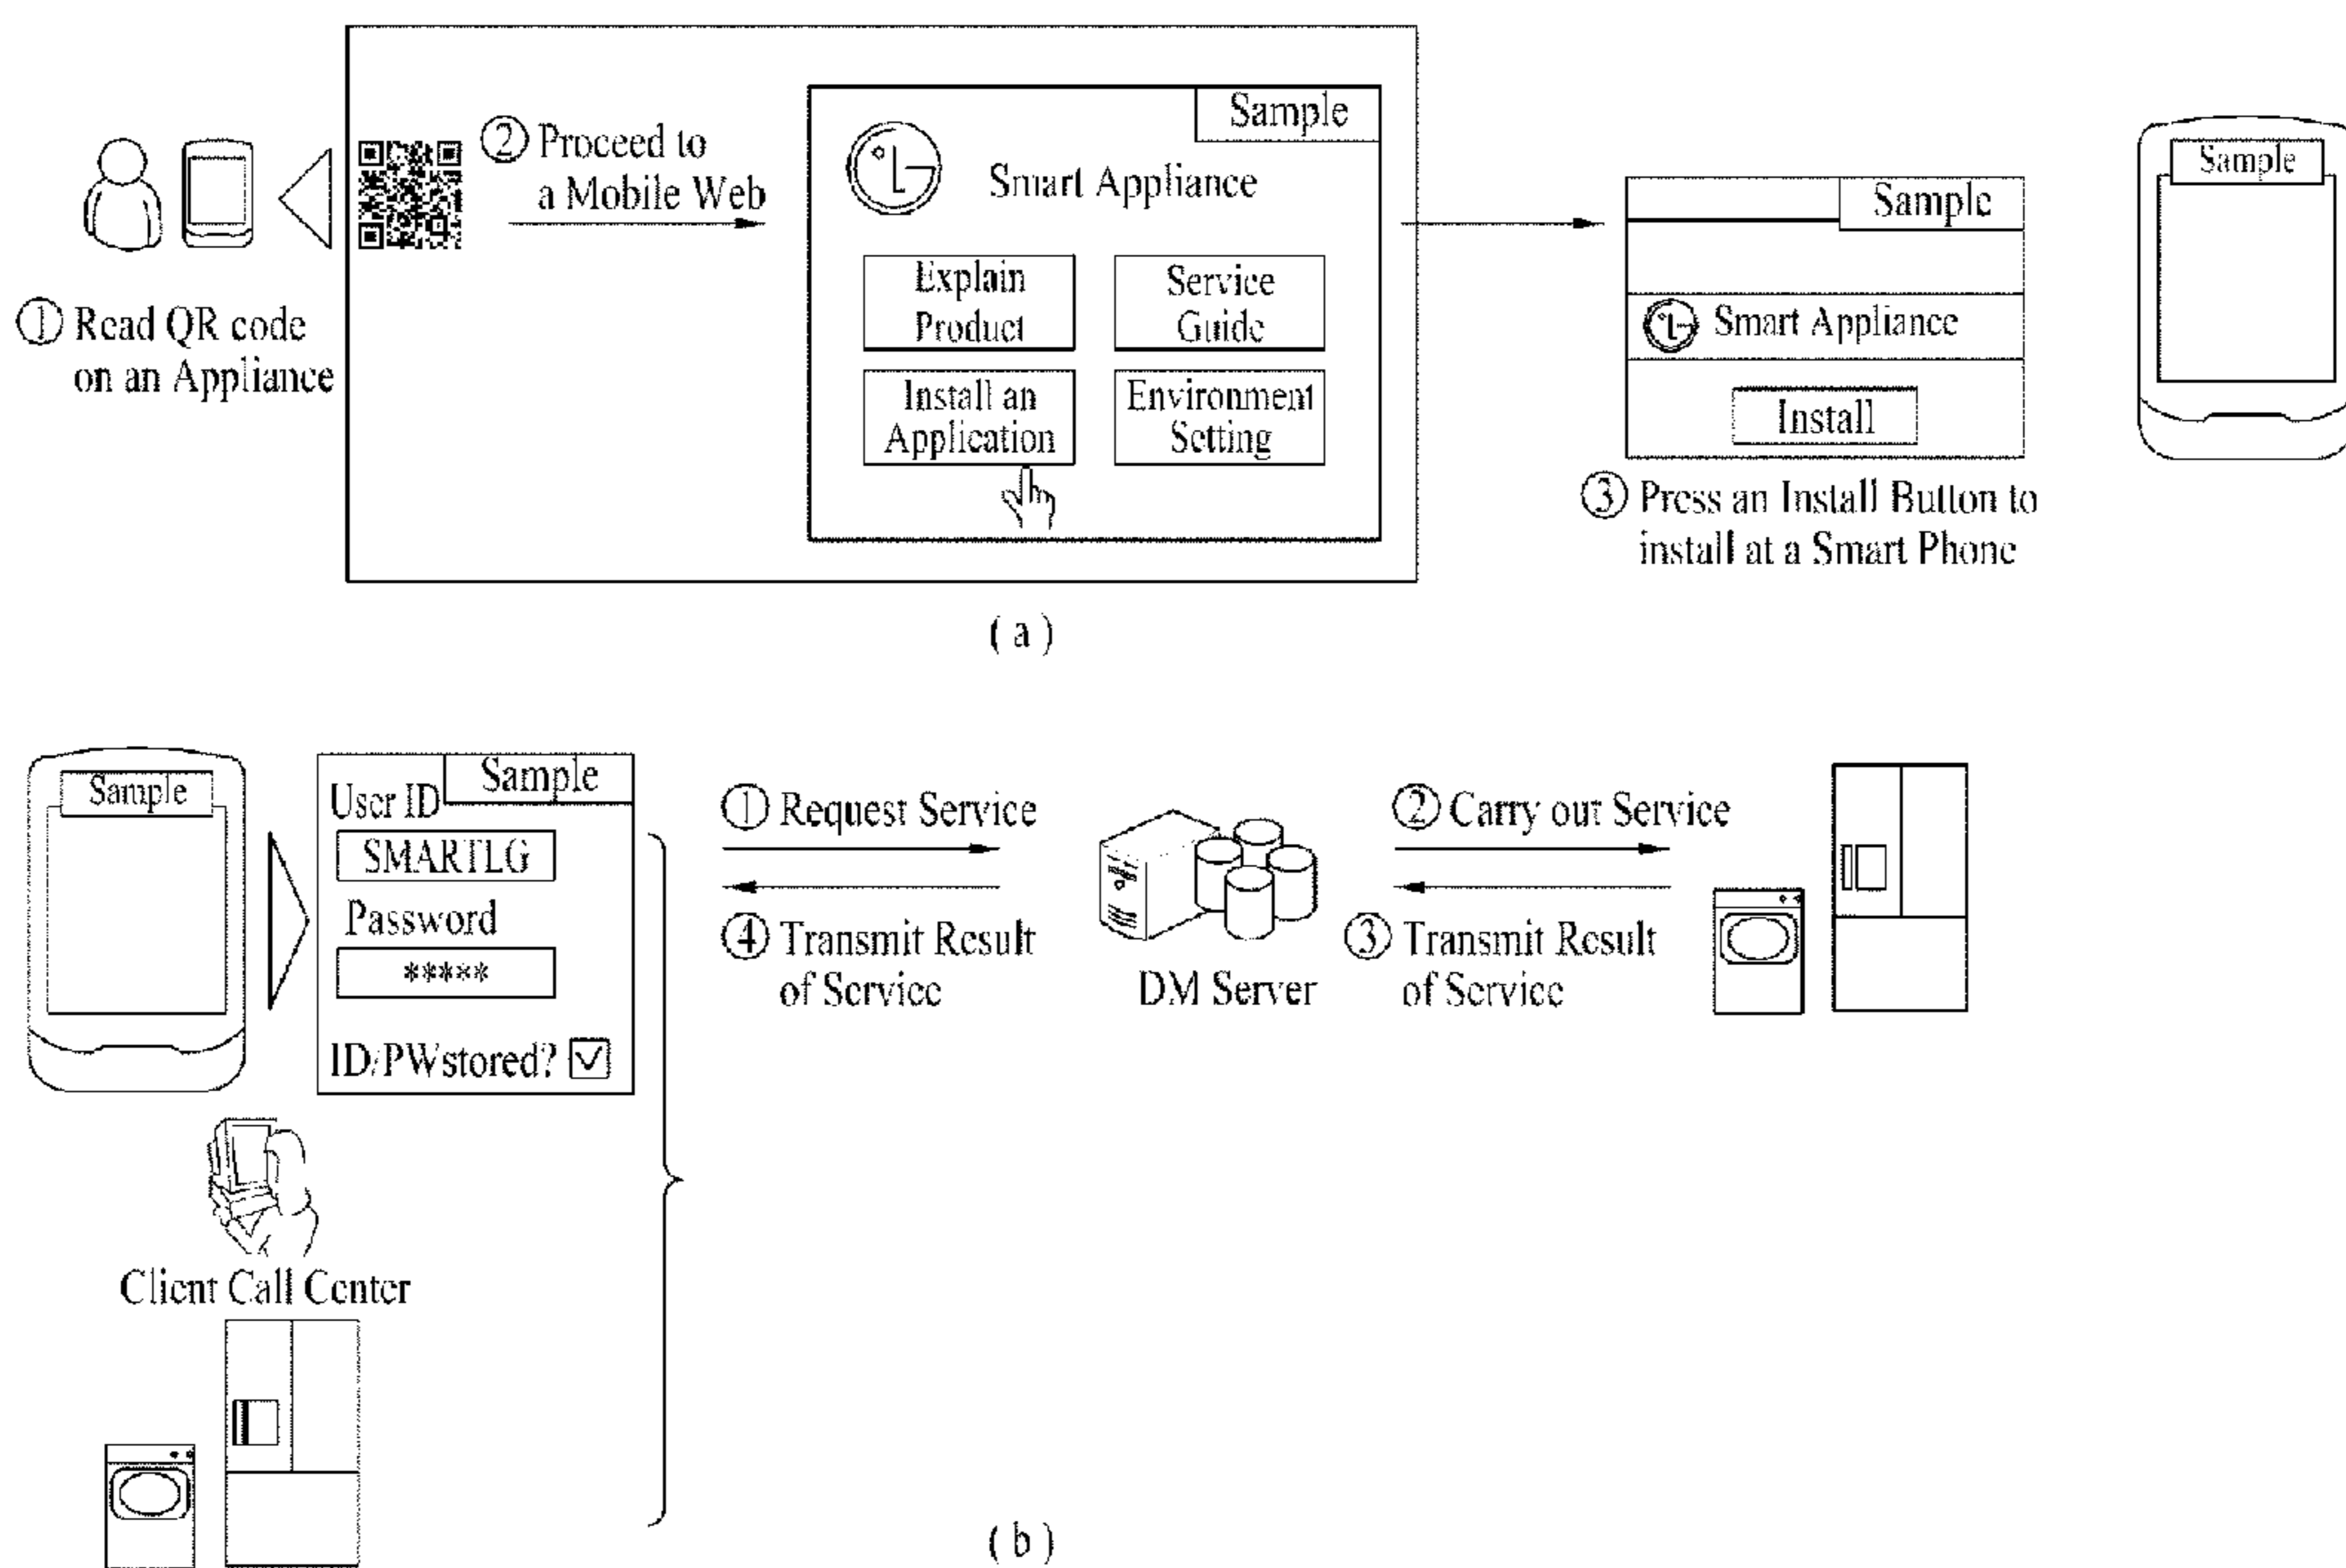 ① Read QR code
on an Appliance
② Proceed to
a Mobile Web
Sample
LG
Smart Appliance
Explain
Product
Service
Guide
Install an
Application
Environment
Setting
Sample
LG Smart Appliance
Install
③ Press an Install Button to
install at a Smart Phone
Sample
( a )
Sample
Sample
User ID
SMARTLG
Password
*****
ID/PWstored?
Client Call Center
① Request Service
④ Transmit Result
of Service
DM Server
② Carry out Service
③ Transmit Result
of Service
( b )